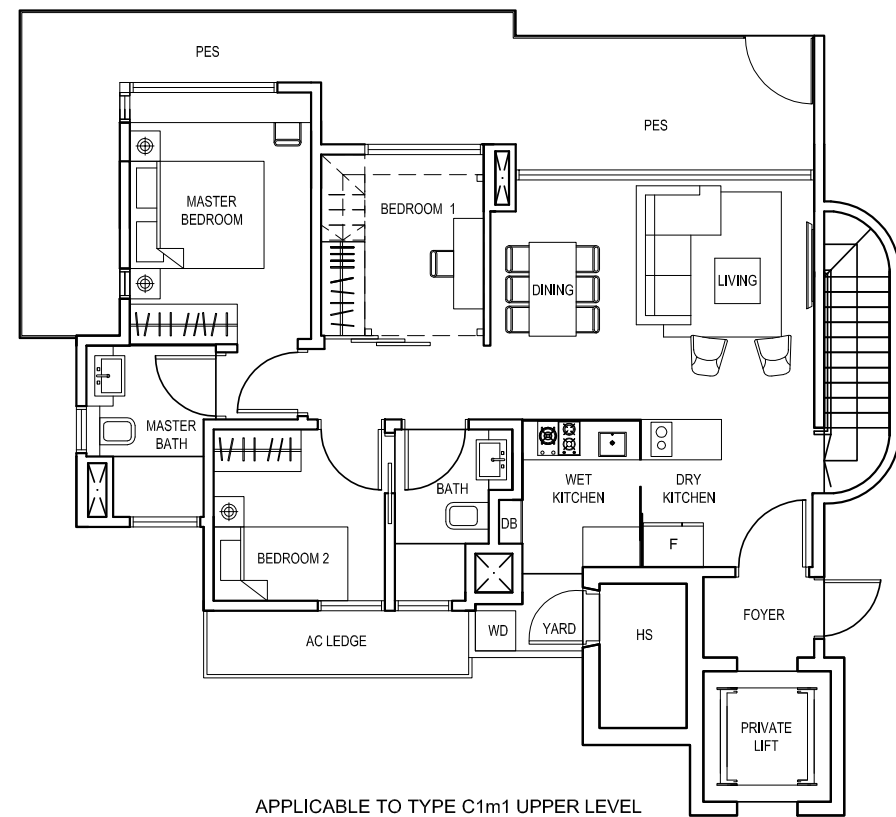 PES
PES
MASTER
BEDROOM
BEDROOM 1
DINING
LIVING
MASTER
BATH
BATH
WET
KITCHEN
DRY
KITCHEN
DB
F
BEDROOM 2
AC LEDGE
WD
YARD
HS
FOYER
PRIVATE
LIFT
APPLICABLE TO TYPE C1m1 UPPER LEVEL